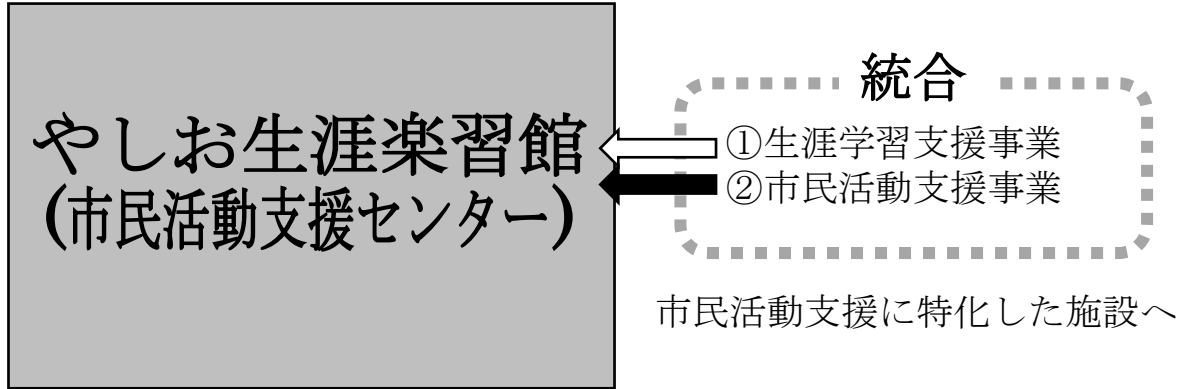 やしお生涯楽習館
(市民活動支援センター)
統合
①生涯学習支援事業
②市民活動支援事業
市民活動支援に特化した施設へ